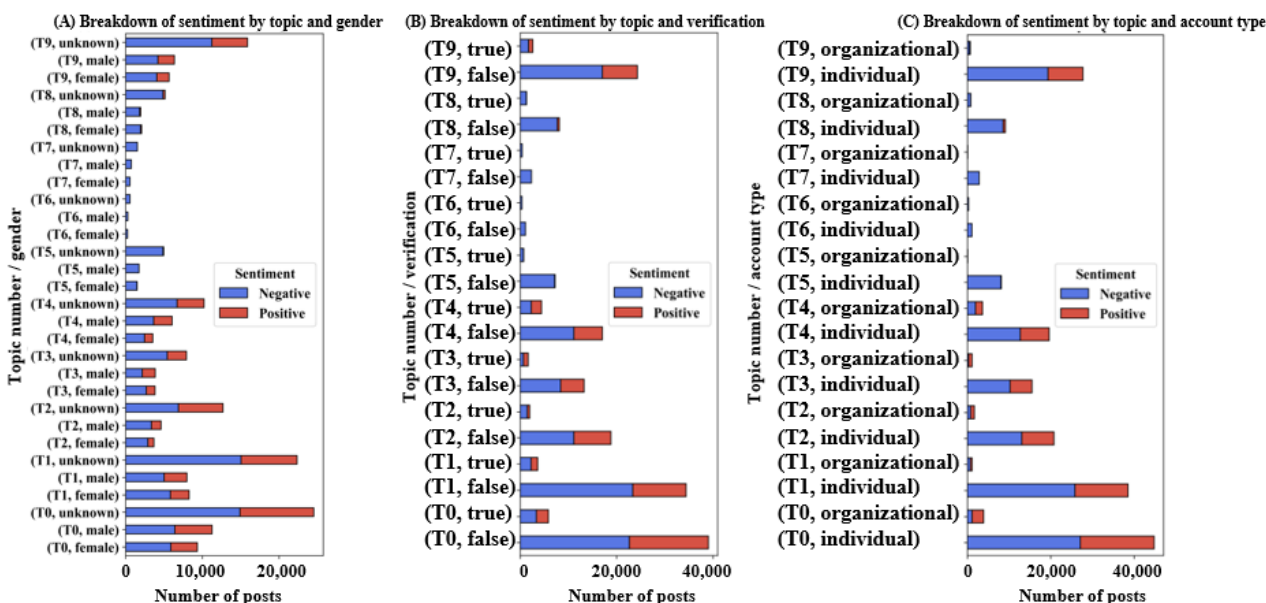 (A) Breakdown of sentiment by topic and gender
Topic number / gender
(T9, unknown)
(T9, male)
(T9, female)
(T8, unknown)
(T8, male)
(T8, female)
(T7, unknown)
(T7, male)
(T7, female)
(T6, unknown)
(T6, male)
(T6, female)
(T5, unknown)
(T5, male)
(T5, female)
(T4, unknown)
(T4, male)
(T4, female)
(T3, unknown)
(T3, male)
(T3, female)
(T2, unknown)
(T2, male)
(T2, female)
(T1, unknown)
(T1, male)
(T1, female)
(T0, unknown)
(T0, male)
(T0, female)
Sentiment
Negative
Positive
0 10,000 20,000
Number of posts
(B) Breakdown of sentiment by topic and verification
Topic number / verification
(T9, true)
(T9, false)
(T8, true)
(T8, false)
(T7, true)
(T7, false)
(T6, true)
(T6, false)
(T5, true)
(T5, false)
(T4, true)
(T4, false)
(T3, true)
(T3, false)
(T2, true)
(T2, false)
(T1, true)
(T1, false)
(T0, true)
(T0, false)
Sentiment
Negative
Positive
0 20,000 40,000
Number of posts
(C) Breakdown of sentiment by topic and account type
Topic number / account type
(T9, organizational)
(T9, individual)
(T8, organizational)
(T8, individual)
(T7, organizational)
(T7, individual)
(T6, organizational)
(T6, individual)
(T5, organizational)
(T5, individual)
(T4, organizational)
(T4, individual)
(T3, organizational)
(T3, individual)
(T2, organizational)
(T2, individual)
(T1, organizational)
(T1, individual)
(T0, organizational)
(T0, individual)
Sentiment
Negative
Positive
0 20,000 40,000
Number of posts